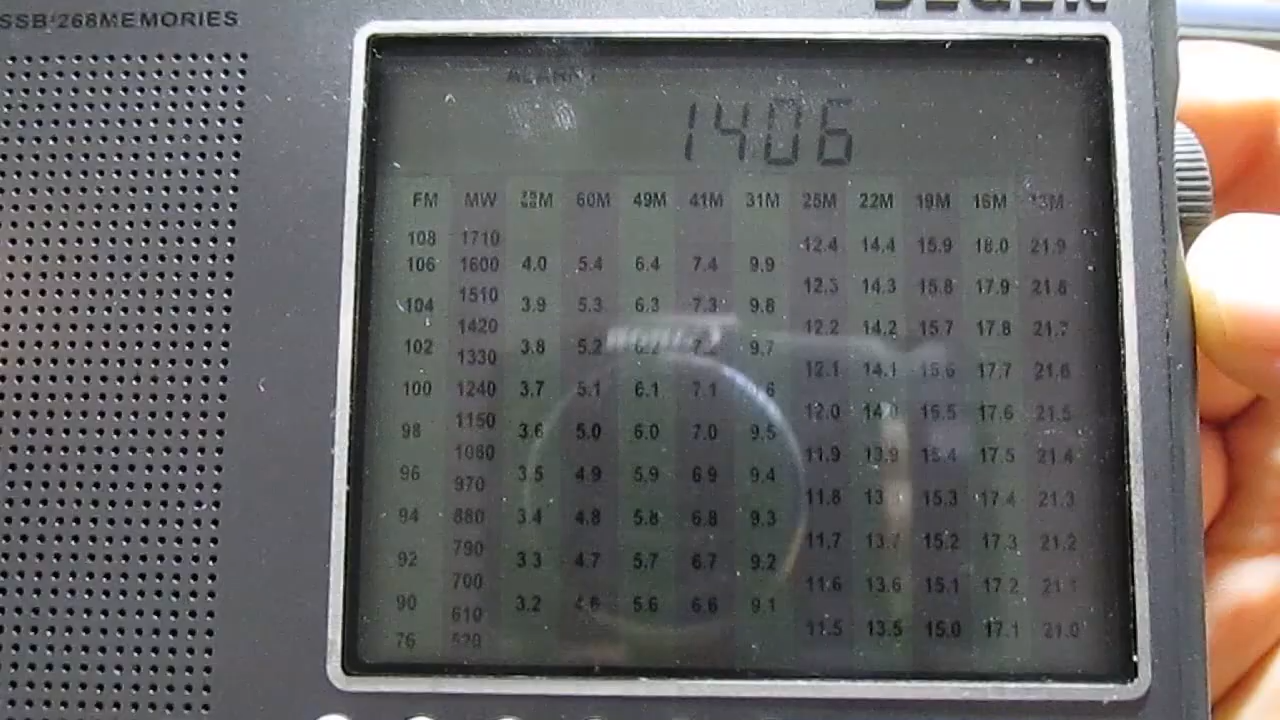 SSB/268MEMORIES
DEGEN
ALARM
1406
FM MW 60M 49M 41M 31M 25M 22M 19M 16M 13M
108 1710 12.4 14.4 15.9 18.0 21.9
106 1600 4.0 5.4 6.4 7.4 9.9
1510 12.3 14.3 15.8 17.9 21.8
104 3.9 5.3 6.3 7.3 9.8
1420 12.2 14.2 15.7 17.8 21.7
102 3.8 5.2 6.2 7.2 9.7
1330 12.1 14.1 15.6 17.7 21.6
100 1240 3.7 5.1 6.1 7.1 9.6
1150 12.0 14.0 15.5 17.6 21.5
98 3.6 5.0 6.0 7.0 9.5
1080 11.9 13.9 15.4 17.5 21.4
96 970 3.5 4.9 5.9 6.9 9.4
11.8 15.3 17.4 21.3
94 880 3.4 4.8 5.8 6.8 9.3
790 11.7 13.7 15.2 17.3 21.2
92 3.3 4.7 5.7 6.7 9.2
700 11.6 13.6 15.1 17.2 21.1
90 610 3.2 4.6 5.6 6.6 9.1
76 520 11.5 13.5 15.0 17.1 21.0